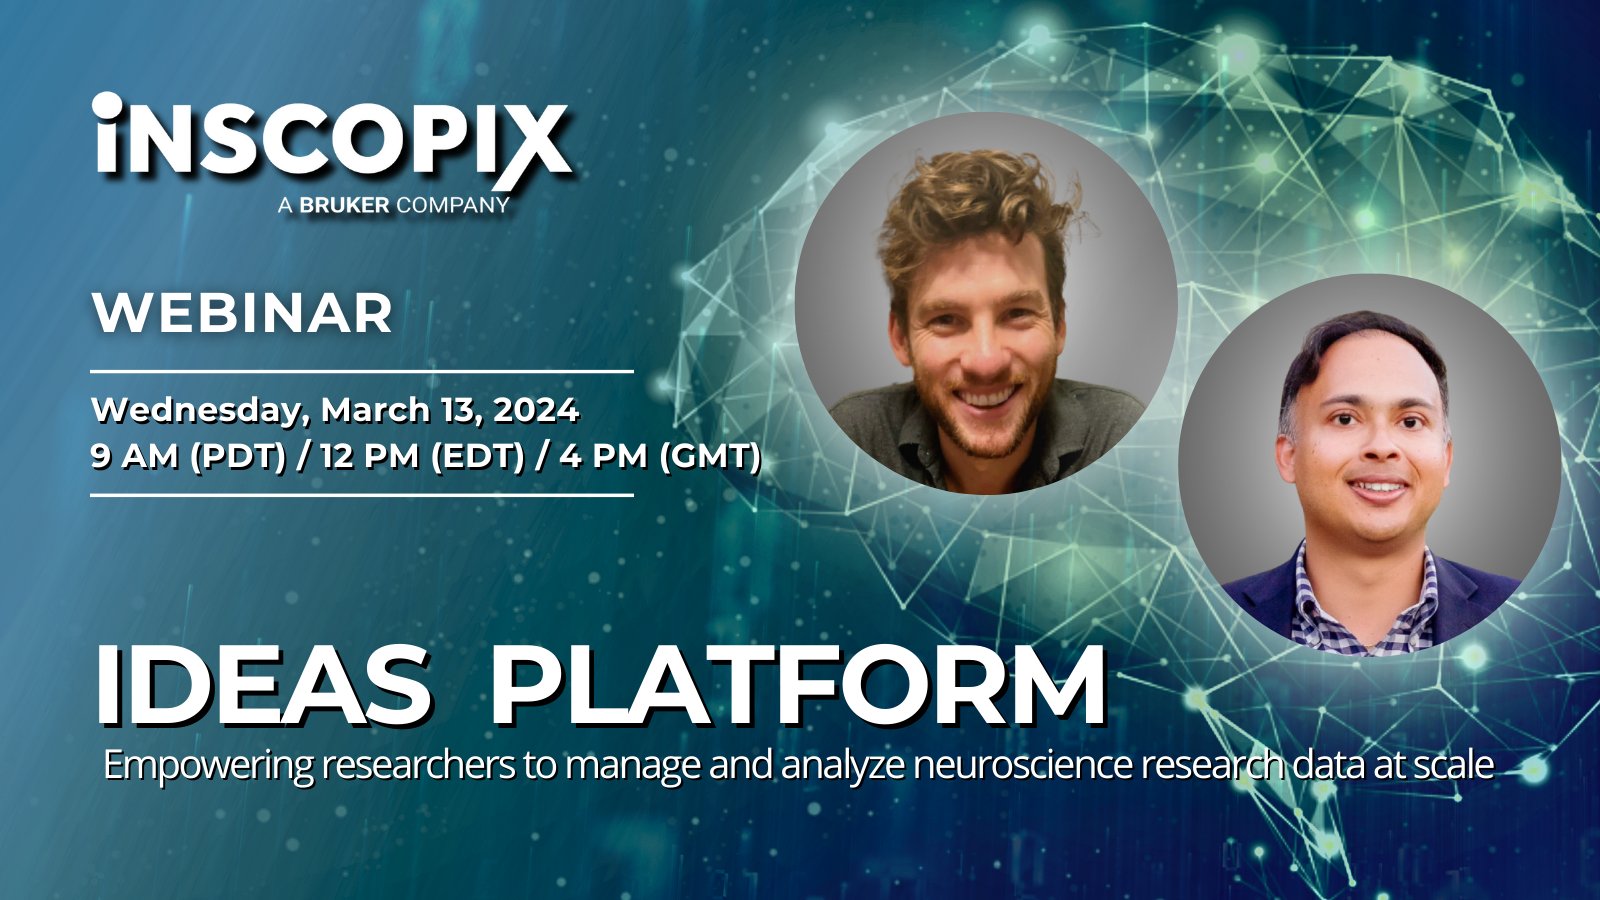 iNSCOPIX
A BRUKER COMPANY
WEBINAR
Wednesday, March 13, 2024
9 AM (PDT) / 12 PM (EDT) / 4 PM (GMT)
IDEAS PLATFORM
Empowering researchers to manage and analyze neuroscience research data at scale